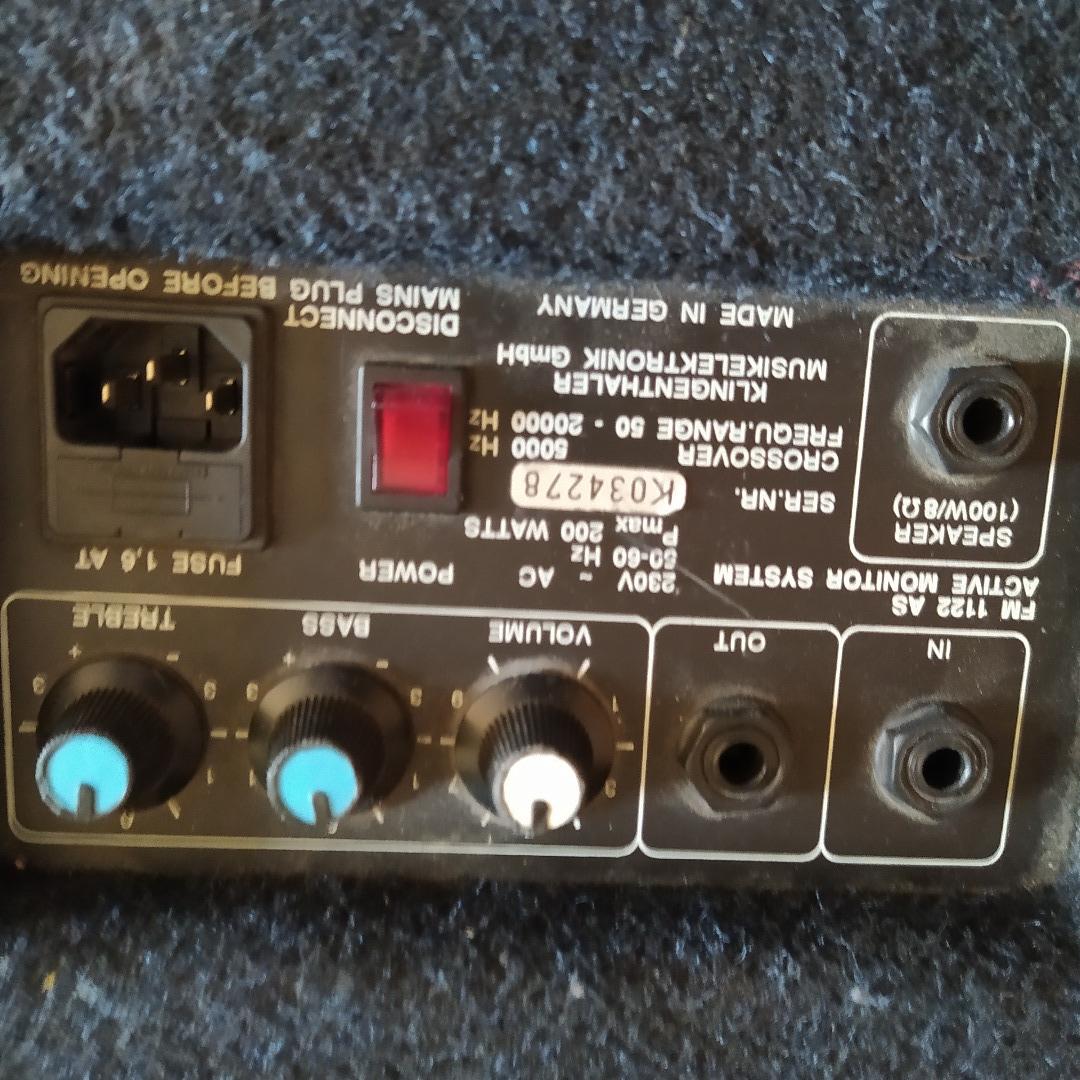 IN
OUT
VOLUME
BASS
TREBLE
FM 1122 AS
ACTIVE MONITOR SYSTEM
SPEAKER
(100W/8Ω)
230V ~ AC
50-60 Hz
Pmax 200 WATTS
SER.NR. K034278
CROSSOVER 5000 Hz
FREQU.RANGE 50 - 20000 Hz
KLINGENTHALER
MUSIKELEKTRONIK GmbH
MADE IN GERMANY
POWER
FUSE 1,6 AT
DISCONNECT
MAINS PLUG BEFORE OPENING